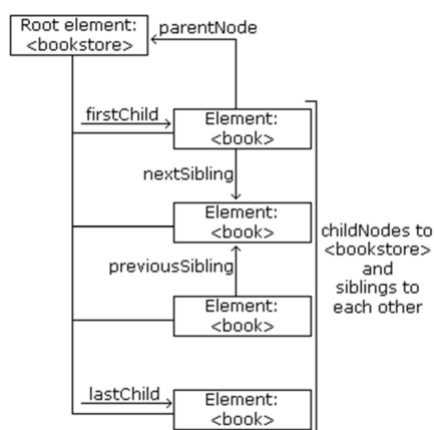 Root element:
<bookstore>
parentNode
firstChild
Element:
<book>
nextSibling
Element:
<book>
previousSibling
childNodes to
<bookstore>
and
siblings to
each other
Element:
<book>
lastChild
Element:
<book>